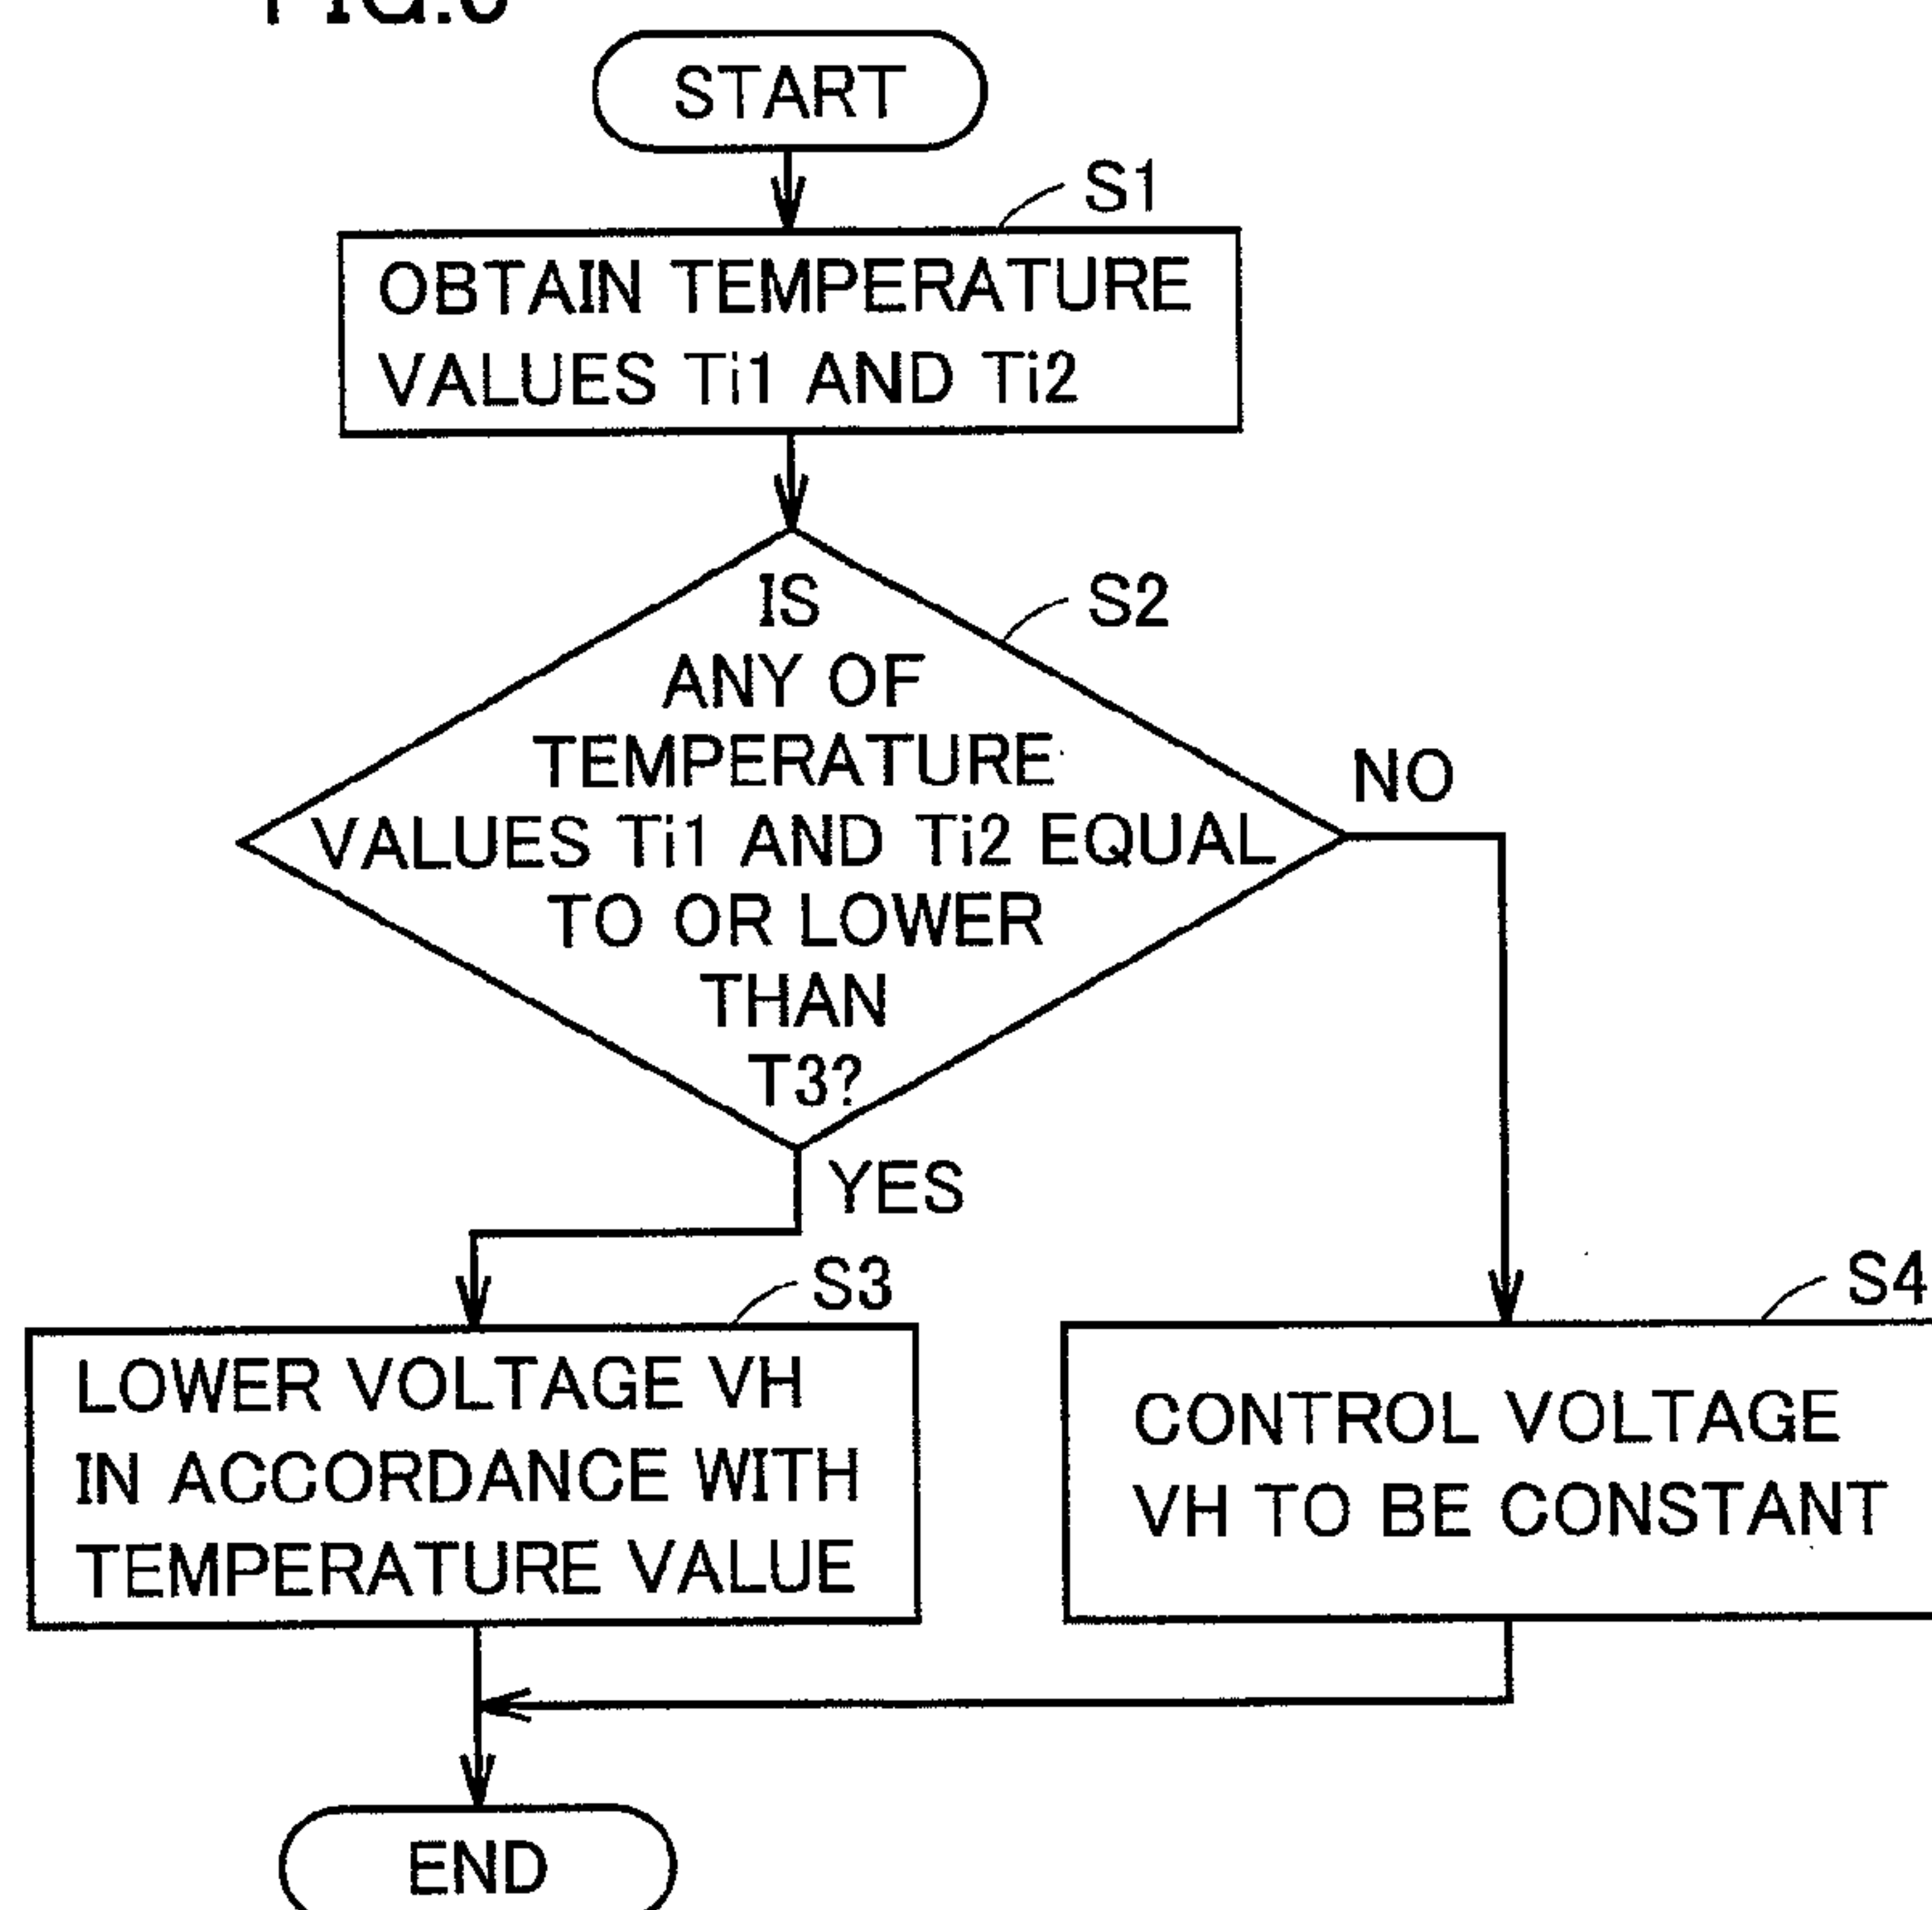 START
S1
OBTAIN TEMPERATURE
VALUES Ti1 AND Ti2
S2
IS
ANY OF
TEMPERATURE
VALUES Ti1 AND Ti2 EQUAL
TO OR LOWER
THAN
T3?
NO
YES
S3
LOWER VOLTAGE VH
IN ACCORDANCE WITH
TEMPERATURE VALUE
S4
CONTROL VOLTAGE
VH TO BE CONSTANT
END